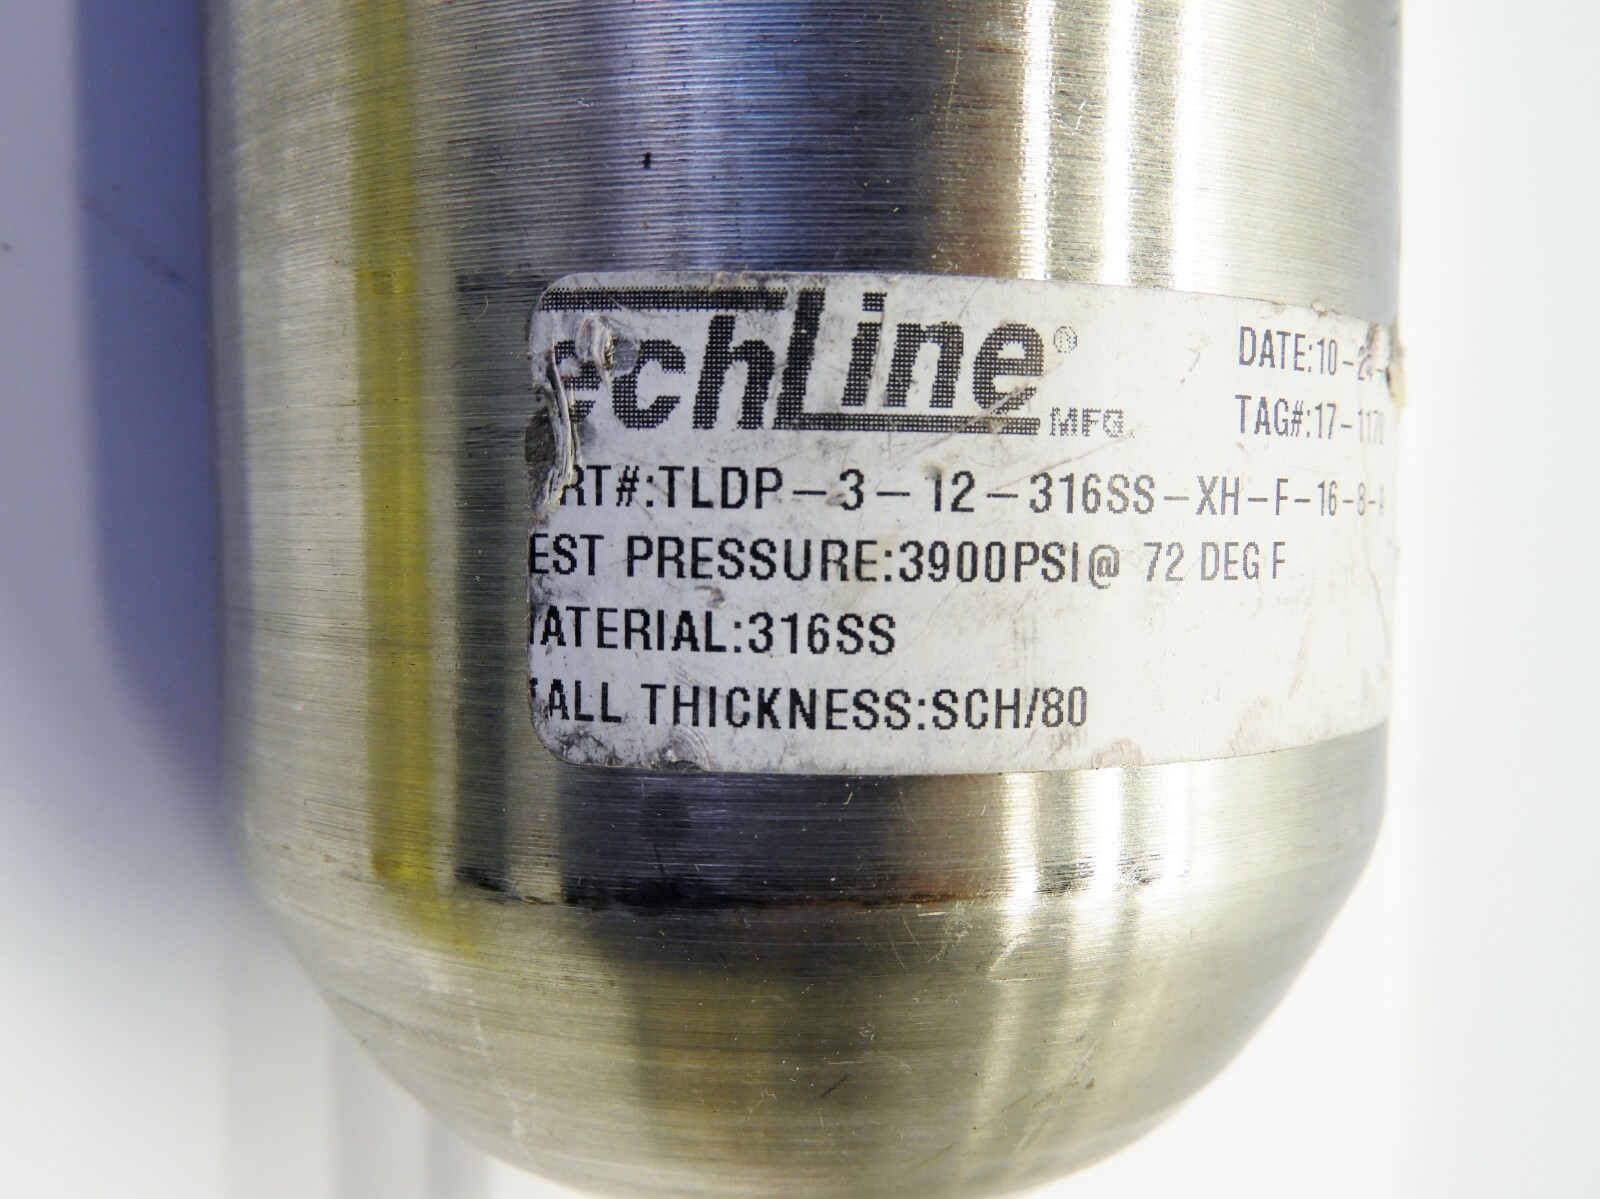 echLine® MFG.
DATE:10-2
TAG#:17-1170
RT#:TLDP-3-12-316SS-XH-F-16-8-A
EST PRESSURE:3900PSI@ 72 DEG F
ATERIAL:316SS
ALL THICKNESS:SCH/80